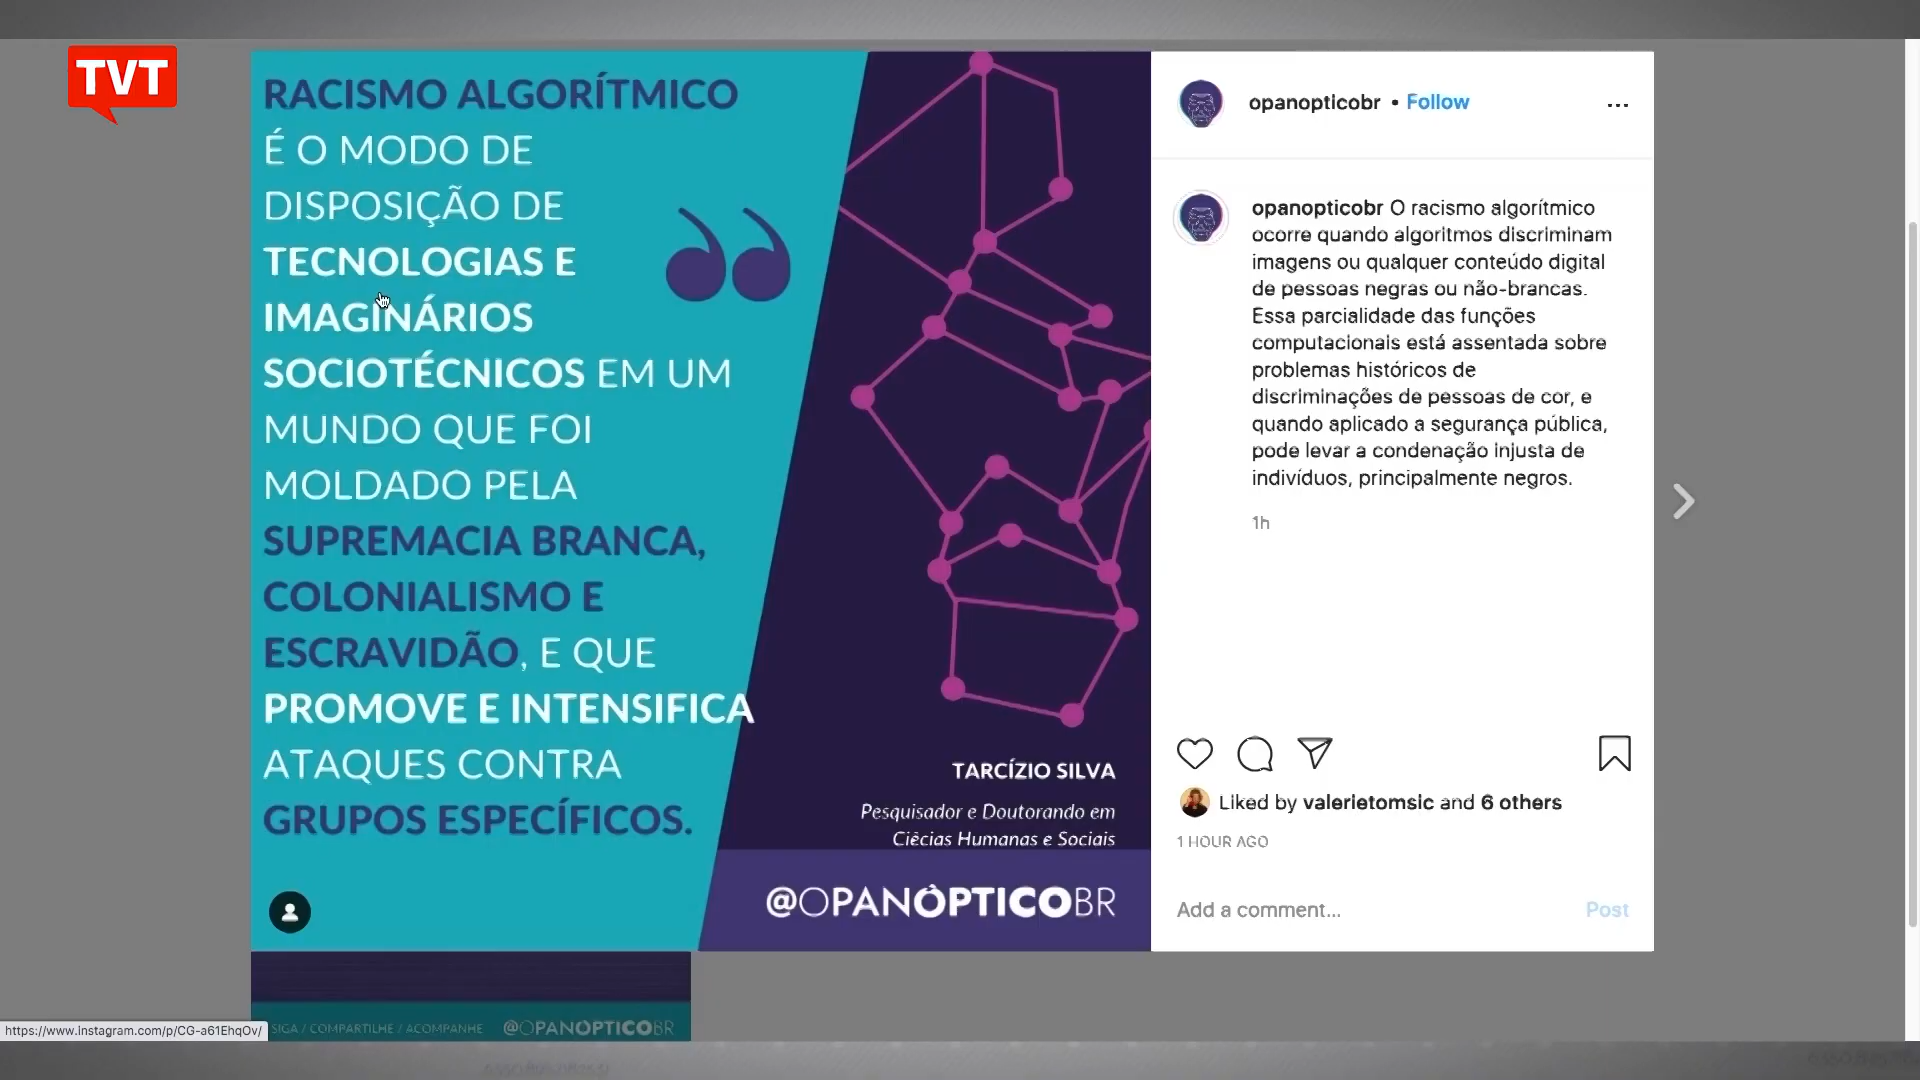 TVT
RACISMO ALGORÍTMICO
É O MODO DE
DISPOSIÇÃO DE
TECNOLOGIAS E
IMAGINÁRIOS
SOCIOTÉCNICOS EM UM
MUNDO QUE FOI
MOLDADO PELA
SUPREMACIA BRANCA,
COLONIALISMO E
ESCRAVIDÃO, E QUE
PROMOVE E INTENSIFICA
ATAQUES CONTRA
GRUPOS ESPECÍFICOS.
TARCÍZIO SILVA
Pesquisador e Doutorando em
Ciêcias Humanas e Sociais
@OPANÓPTICOBR
opanopticobr • Follow
...
opanopticobr O racismo algorítmico
ocorre quando algoritmos discriminam
imagens ou qualquer conteúdo digital
de pessoas negras ou não-brancas.
Essa parcialidade das funções
computacionais está assentada sobre
problemas históricos de
discriminações de pessoas de cor, e
quando aplicado a segurança pública,
pode levar a condenação injusta de
indivíduos, principalmente negros.
1h
Liked by valerietomsic and 6 others
1 HOUR AGO
Add a comment... Post
SIGA / COMPARTILHE / ACOMPANHE @OPANÓPTICOBR
https://www.instagram.com/p/CG-a61EhqOv/